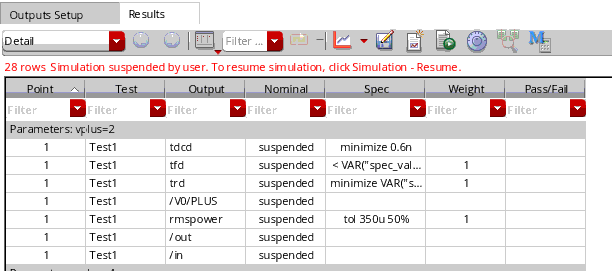 Outputs Setup Results
Detail Filter ...
28 rows Simulation suspended by user. To resume simulation, click Simulation - Resume.
Point Test Output Nominal Spec Weight Pass/Fail
Filter Filter Filter Filter Filter Filter Filter
Parameters: vplus=2
1 Test1 tdcd suspended minimize 0.6n
1 Test1 tfd suspended < VAR("spec_val... 1
1 Test1 trd suspended minimize VAR("s... 1
1 Test1 /V0/PLUS suspended
1 Test1 rmspower suspended tol 350u 50% 1
1 Test1 /out suspended
1 Test1 /in suspended